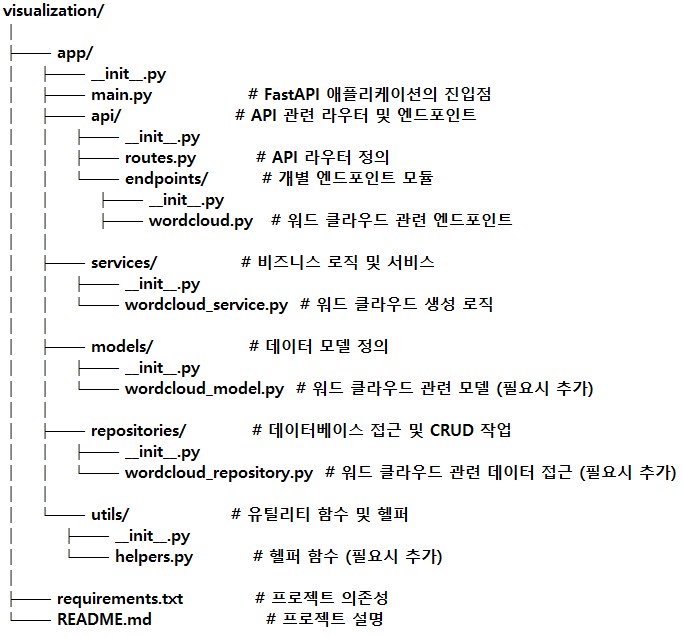 visualization/
│
├── app/
│   ├── __init__.py
│   ├── main.py # FastAPI 애플리케이션의 진입점
│   ├── api/ # API 관련 라우터 및 엔드포인트
│   │   ├── __init__.py
│   │   ├── routes.py # API 라우터 정의
│   │   └── endpoints/ # 개별 엔드포인트 모듈
│   │       ├── __init__.py
│   │       ├── wordcloud.py # 워드 클라우드 관련 엔드포인트
│   │
│   ├── services/ # 비즈니스 로직 및 서비스
│   │   ├── __init__.py
│   │   └── wordcloud_service.py # 워드 클라우드 생성 로직
│   │
│   ├── models/ # 데이터 모델 정의
│   │   ├── __init__.py
│   │   └── wordcloud_model.py # 워드 클라우드 관련 모델 (필요시 추가)
│   │
│   ├── repositories/ # 데이터베이스 접근 및 CRUD 작업
│   │   ├── __init__.py
│   │   └── wordcloud_repository.py # 워드 클라우드 관련 데이터 접근 (필요시 추가)
│   │
│   └── utils/ # 유틸리티 함수 및 헬퍼
│       ├── __init__.py
│       └── helpers.py # 헬퍼 함수 (필요시 추가)
│
├── requirements.txt # 프로젝트 의존성
└── README.md # 프로젝트 설명